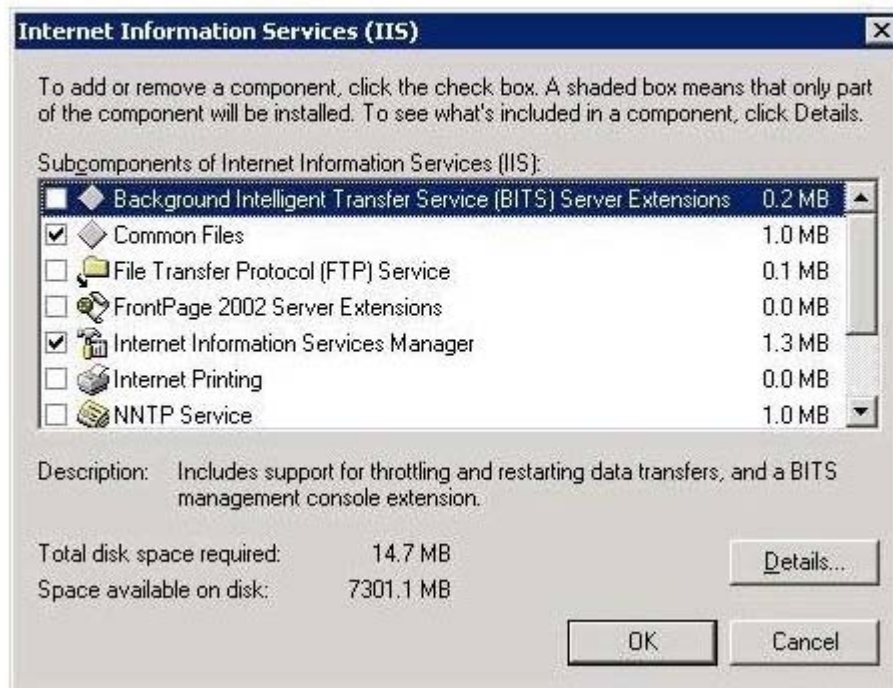 Internet Information Services (IIS)
To add or remove a component, click the check box. A shaded box means that only part
of the component will be installed. To see what's included in a component, click Details.
Subcomponents of Internet Information Services (IIS):
Background Intelligent Transfer Service (BITS) Server Extensions 0.2 MB
Common Files 1.0 MB
File Transfer Protocol (FTP) Service 0.1 MB
FrontPage 2002 Server Extensions 0.0 MB
Internet Information Services Manager 1.3 MB
Internet Printing 0.0 MB
NNTP Service 1.0 MB
Description: Includes support for throttling and restarting data transfers, and a BITS
management console extension.
Total disk space required: 14.7 MB
Space available on disk: 7301.1 MB
Details...
OK Cancel